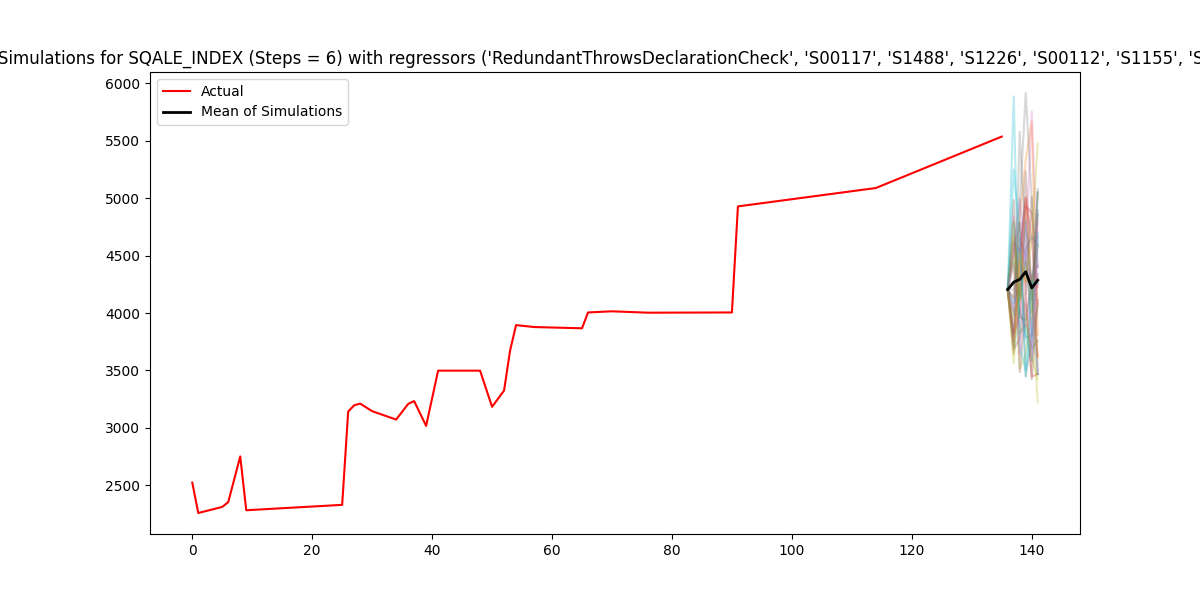 Simulations for SQALE_INDEX (Steps = 6) with regressors ('RedundantThrowsDeclarationCheck', 'S00117', 'S1488', 'S1226', 'S00112', 'S1155', 'S
Actual
Mean of Simulations
6000
5500
5000
4500
4000
3500
3000
2500
0 20 40 60 80 100 120 140